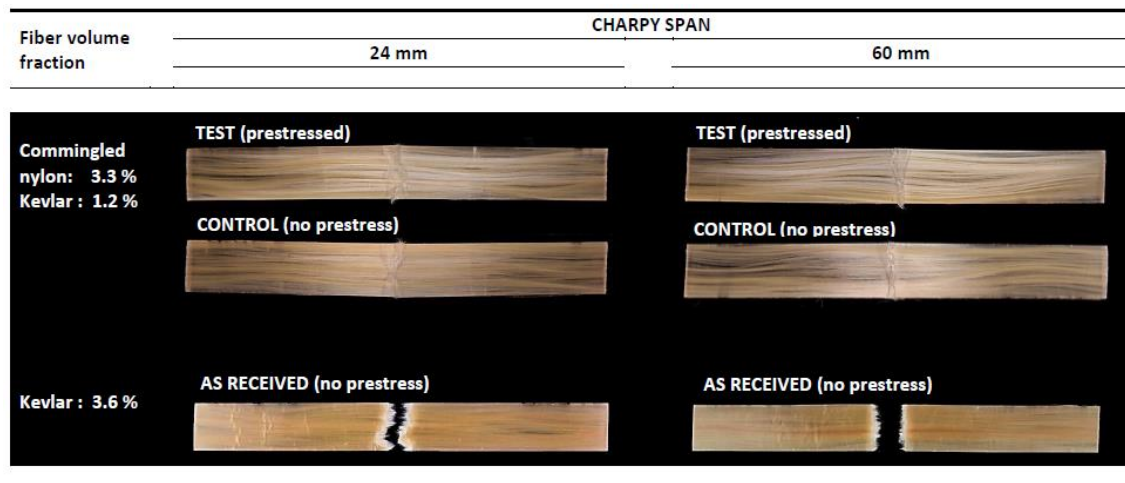 CHARPY SPAN
Fiber volume
fraction
24 mm
60 mm
TEST (prestressed)
TEST (prestressed)
Commingled
nylon: 3.3 %
Kevlar : 1.2 %
CONTROL (no prestress)
CONTROL (no prestress)
AS RECEIVED (no prestress)
AS RECEIVED (no prestress)
Kevlar : 3.6 %